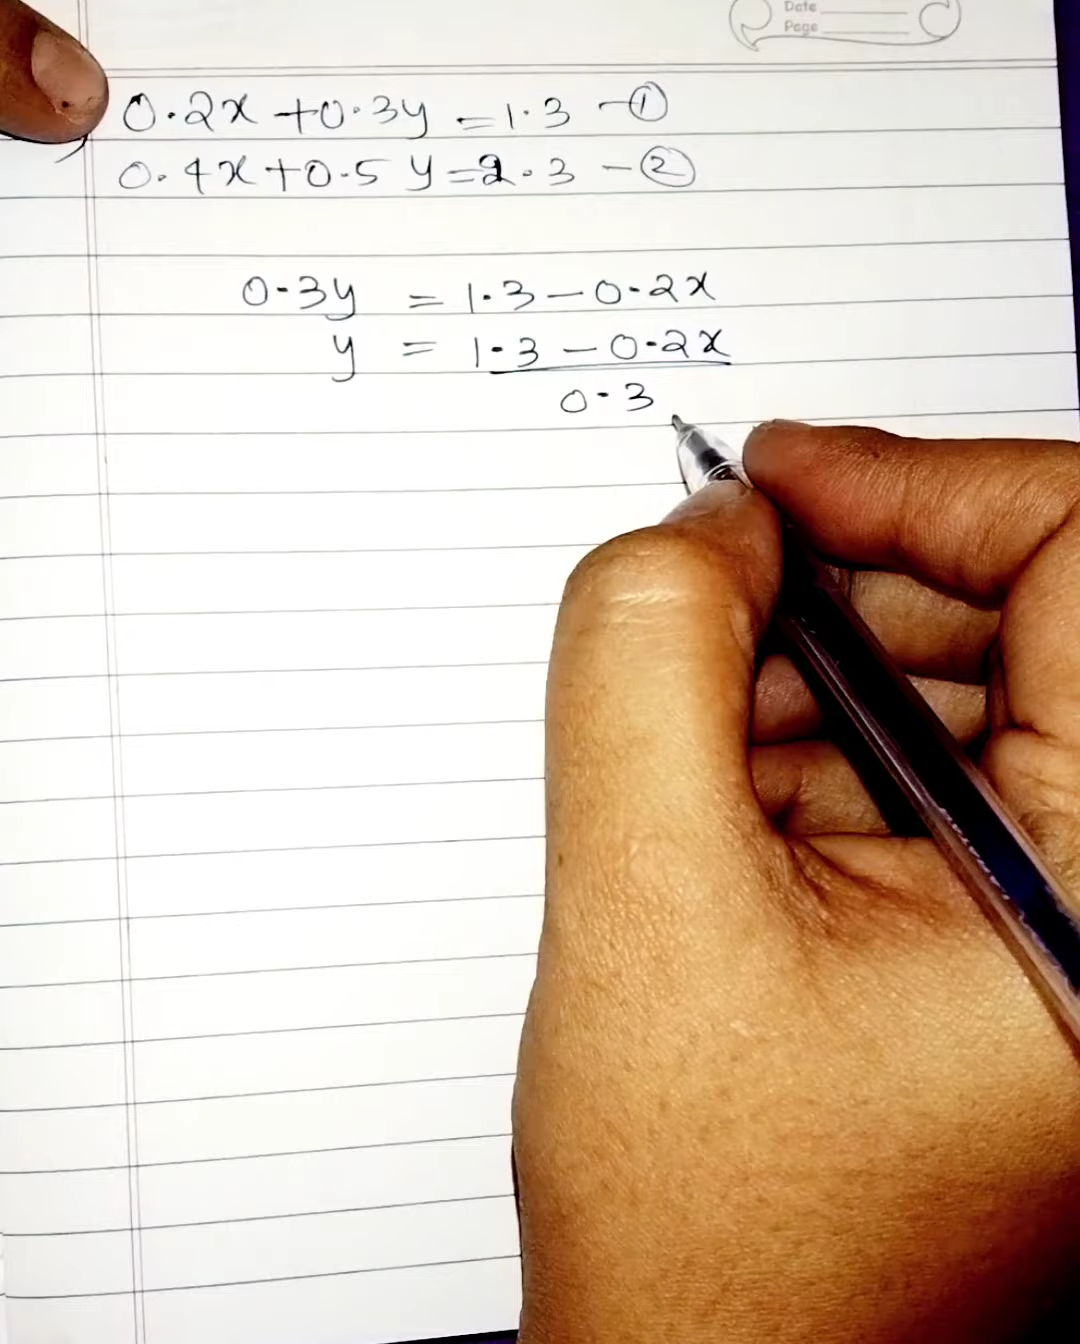 Date
Page
0.2x + 0.3y = 1.3 - ①
0.4x + 0.5y = 2.3 - ②
0.3y = 1.3 - 0.2x
y = 1.3 - 0.2x
0.3